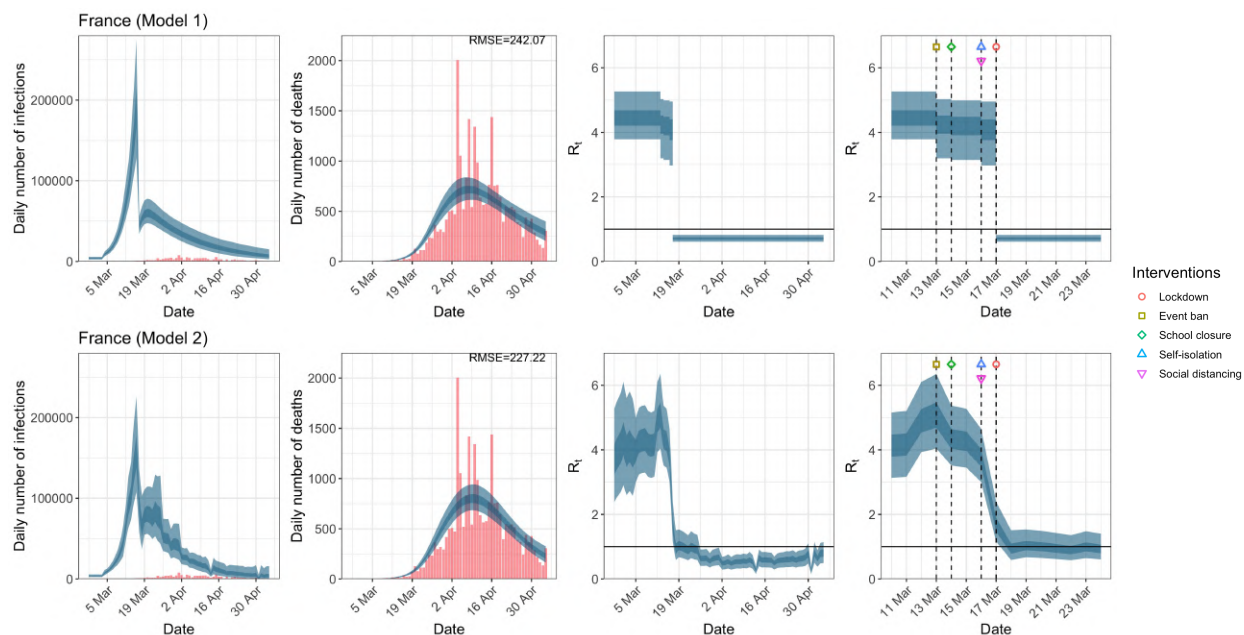 France (Model 1)
Daily number of infections
200000
100000
0
5 Mar
19 Mar
2 Apr
16 Apr
30 Apr
Date
RMSE=242.07
Daily number of deaths
2000
1500
1000
500
0
5 Mar
19 Mar
2 Apr
16 Apr
30 Apr
Date
Rt
6
4
2
0
5 Mar
19 Mar
2 Apr
16 Apr
30 Apr
Date
Rt
6
4
2
0
11 Mar
13 Mar
15 Mar
17 Mar
19 Mar
21 Mar
23 Mar
Date
France (Model 2)
Daily number of infections
200000
100000
0
5 Mar
19 Mar
2 Apr
16 Apr
30 Apr
Date
RMSE=227.22
Daily number of deaths
2000
1500
1000
500
0
5 Mar
19 Mar
2 Apr
16 Apr
30 Apr
Date
Rt
6
4
2
0
5 Mar
19 Mar
2 Apr
16 Apr
30 Apr
Date
Rt
6
4
2
0
11 Mar
13 Mar
15 Mar
17 Mar
19 Mar
21 Mar
23 Mar
Date
Interventions
Lockdown
Event ban
School closure
Self-isolation
Social distancing